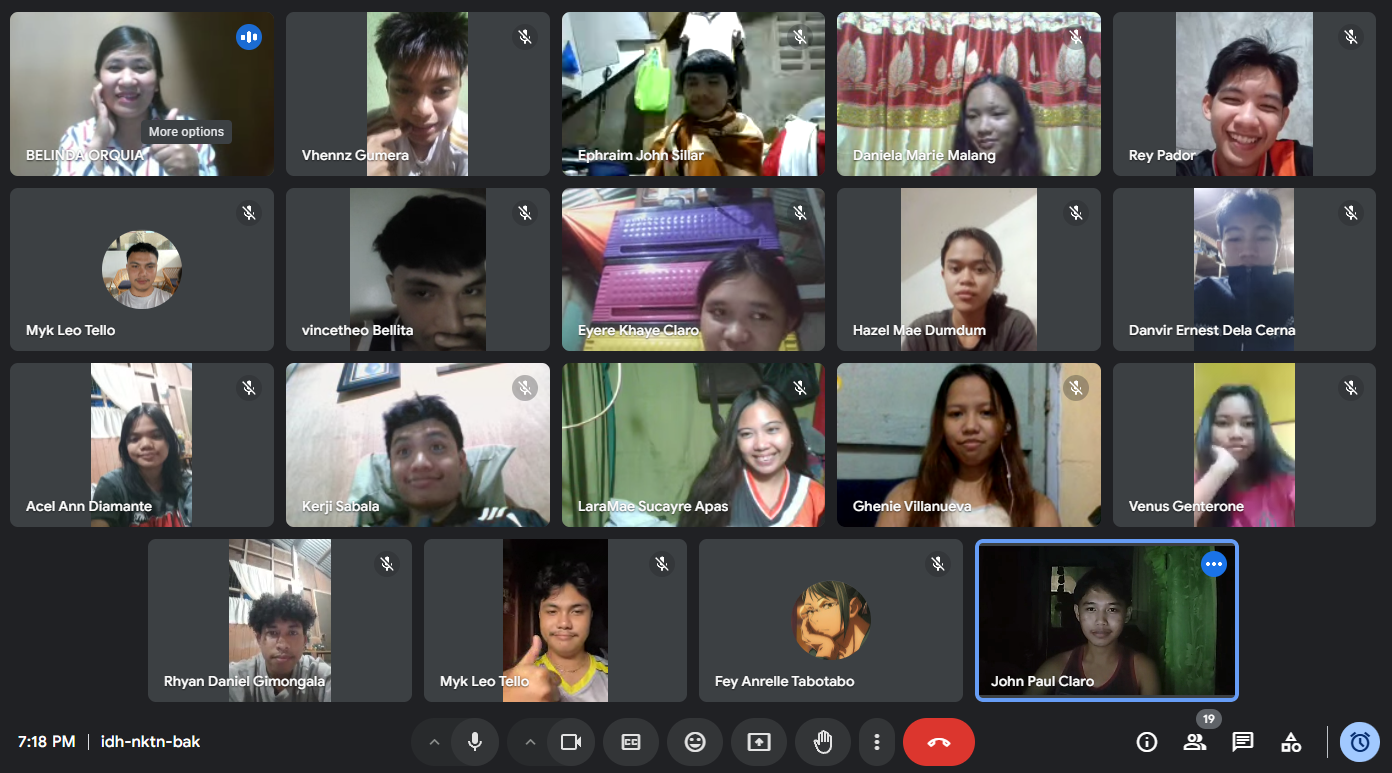 More options
BELINDA ORQUIA
Vhennz Gumera
Ephraim John Sillar
Daniela Marie Malang
Rey Pador
Myk Leo Tello
vincetheo Bellita
Eyere Khaye Claro
Hazel Mae Dumdum
Danvir Ernest Dela Cerna
Acel Ann Diamante
Kerji Sabala
LaraMae Sucayre Apas
Ghenie Villanueva
Venus Genterone
Rhyan Daniel Gimongala
Myk Leo Tello
Fey Anrelle Tabotabo
John Paul Claro
19
7:18 PM | idh-nktn-bak
CC